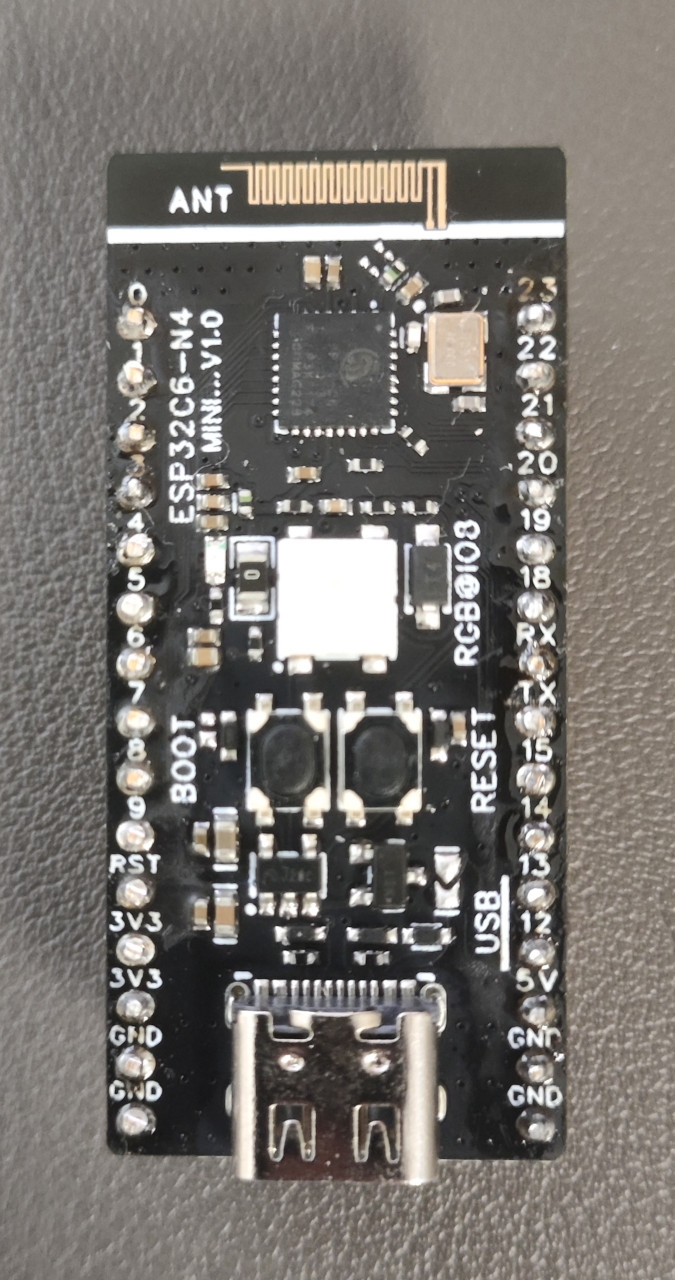 ANT
0
1
2
3
4
5
6
7
8
9
RST
3V3
3V3
GND
GND
ESP32C6-N4
MINI... V1.0
0
RGB@IO8
BOOT
RESET
USB
23
22
21
20
19
18
RX
TX
15
14
13
12
5V
GND
GND